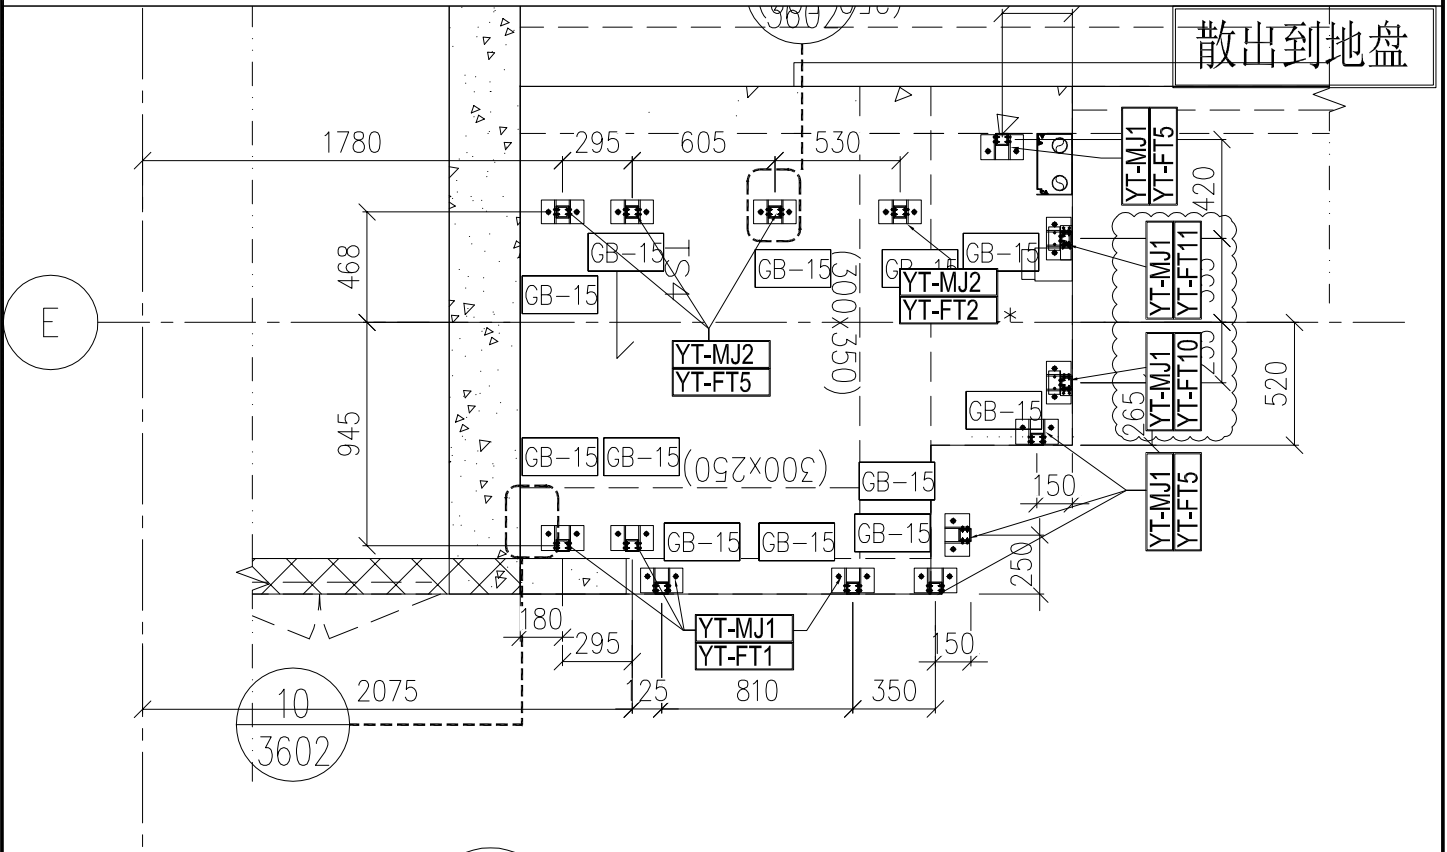 散出到地盘
1780
295
605
530
YT-MJ1
YT-FT5
420
468
GB-15
GB-15
GB-15
GB-15
YT-MJ1
YT-FT11
E
GB-15
(300x350)
YT-MJ2
YT-FT2
*
YT-MJ2
YT-FT5
YT-MJ1
YT-FT10
520
945
GB-15
265
GB-15
GB-15
(300x250)
GB-15
YT-MJ1
YT-FT5
150
GB-15
GB-15
GB-15
250
180
295
YT-MJ1
YT-FT1
150
2075
125
810
350
10
3602